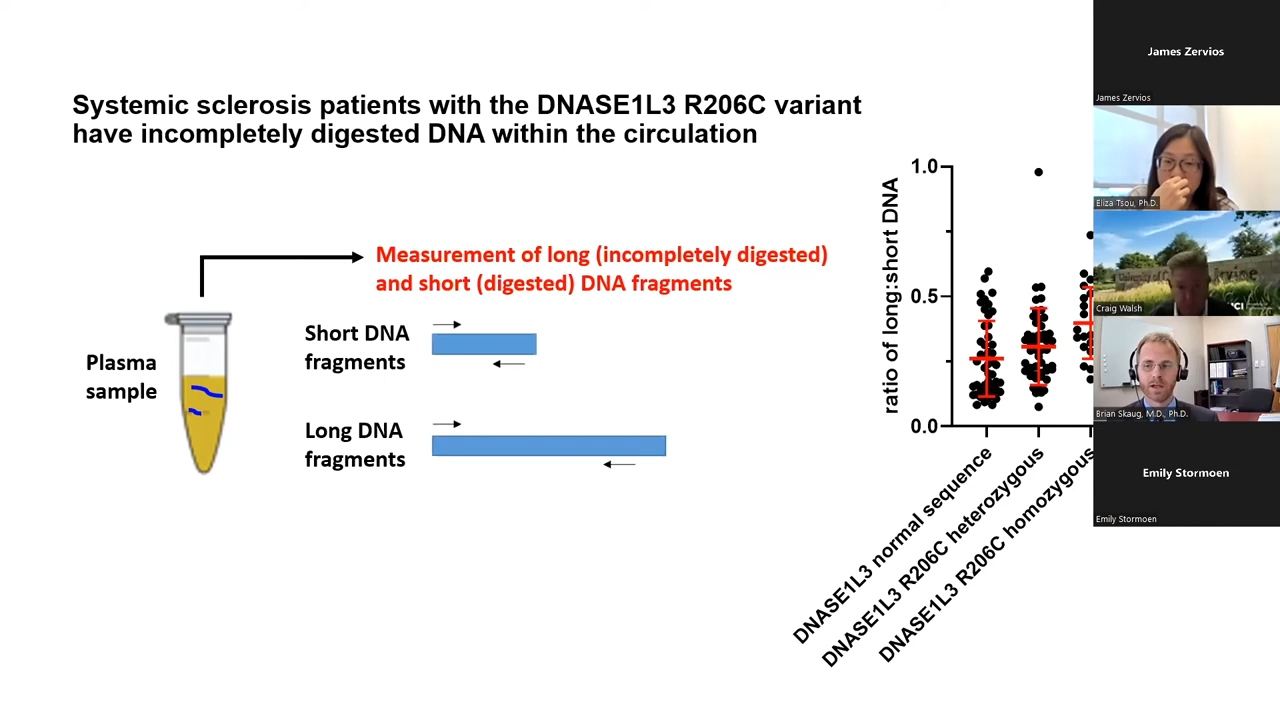 Systemic sclerosis patients with the DNASE1L3 R206C variant
have incompletely digested DNA within the circulation
Measurement of long (incompletely digested)
and short (digested) DNA fragments
Plasma
sample
Short DNA
fragments
Long DNA
fragments
ratio of long:short DNA
1.0
0.5
0.0
DNASE1L3 normal sequence
DNASE1L3 R206C heterozygous
DNASE1L3 R206C homozygous
James Zervios
James Zervios
Eliza Tsou, Ph.D.
Craig Walsh
Brian Skaug, M.D., Ph.D.
Emily Stormoen
Emily Stormoen